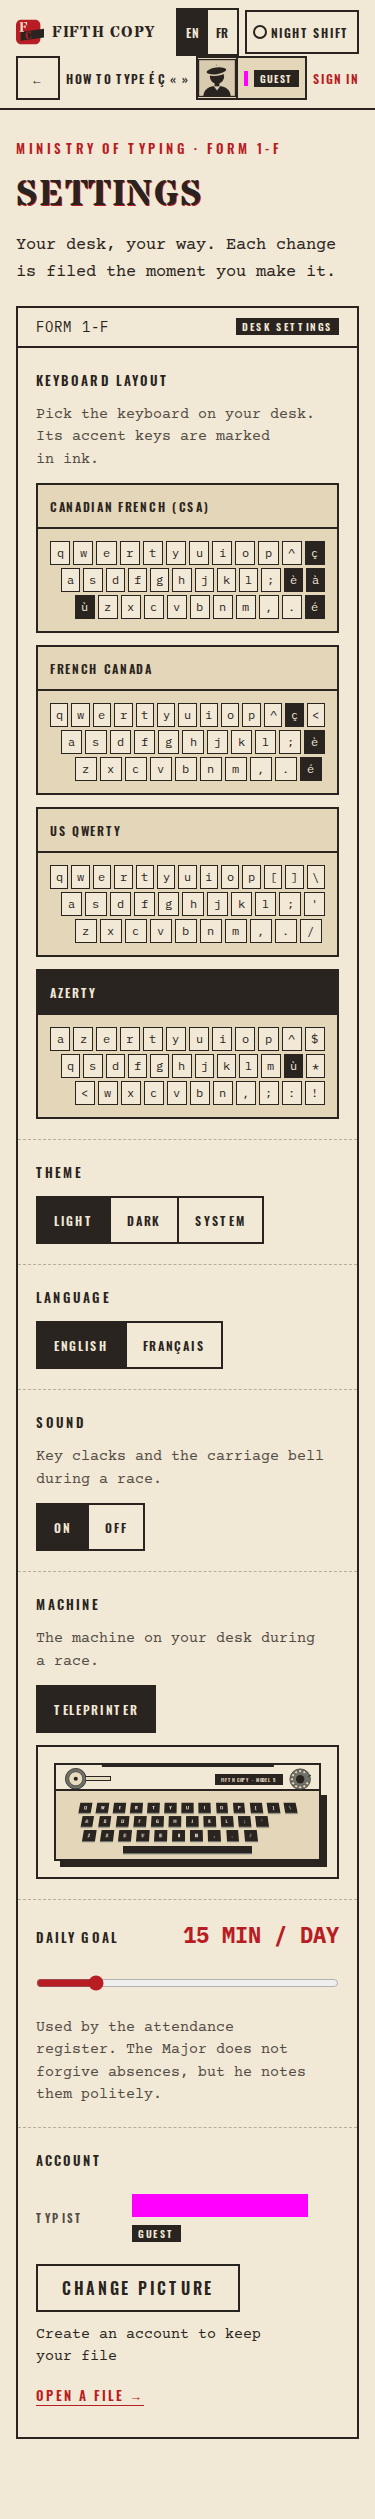 FIFTH COPY
EN FR
NIGHT SHIFT
←
HOW TO TYPE É Ç « »
GUEST
SIGN IN
MINISTRY OF TYPING · FORM 1-F
SETTINGS
Your desk, your way. Each change
is filed the moment you make it.
FORM 1-F
DESK SETTINGS
KEYBOARD LAYOUT
Pick the keyboard on your desk.
Its accent keys are marked
in ink.
CANADIAN FRENCH (CSA)
q w e r t y u i o p ^ ç
a s d f g h j k l ; è à
ù z x c v b n m , . é
FRENCH CANADA
q w e r t y u i o p ^ ç <
a s d f g h j k l ; è
z x c v b n m , . é
US QWERTY
q w e r t y u i o p [ ] \
a s d f g h j k l ; '
z x c v b n m , . /
AZERTY
a z e r t y u i o p ^ $
q s d f g h j k l m ù *
< w x c v b n , ; : !
THEME
LIGHT DARK SYSTEM
LANGUAGE
ENGLISH FRANÇAIS
SOUND
Key clacks and the carriage bell
during a race.
ON OFF
MACHINE
The machine on your desk during
a race.
TELEPRINTER
FIFTH COPY · MODEL 5
Q W E R T Y U I O P [ ] \
A S D F G H J K L ; '
Z X C V B N M , . /
DAILY GOAL
15 MIN / DAY
Used by the attendance
register. The Major does not
forgive absences, but he notes
them politely.
ACCOUNT
TYPIST
GUEST
CHANGE PICTURE
Create an account to keep
your file
OPEN A FILE →